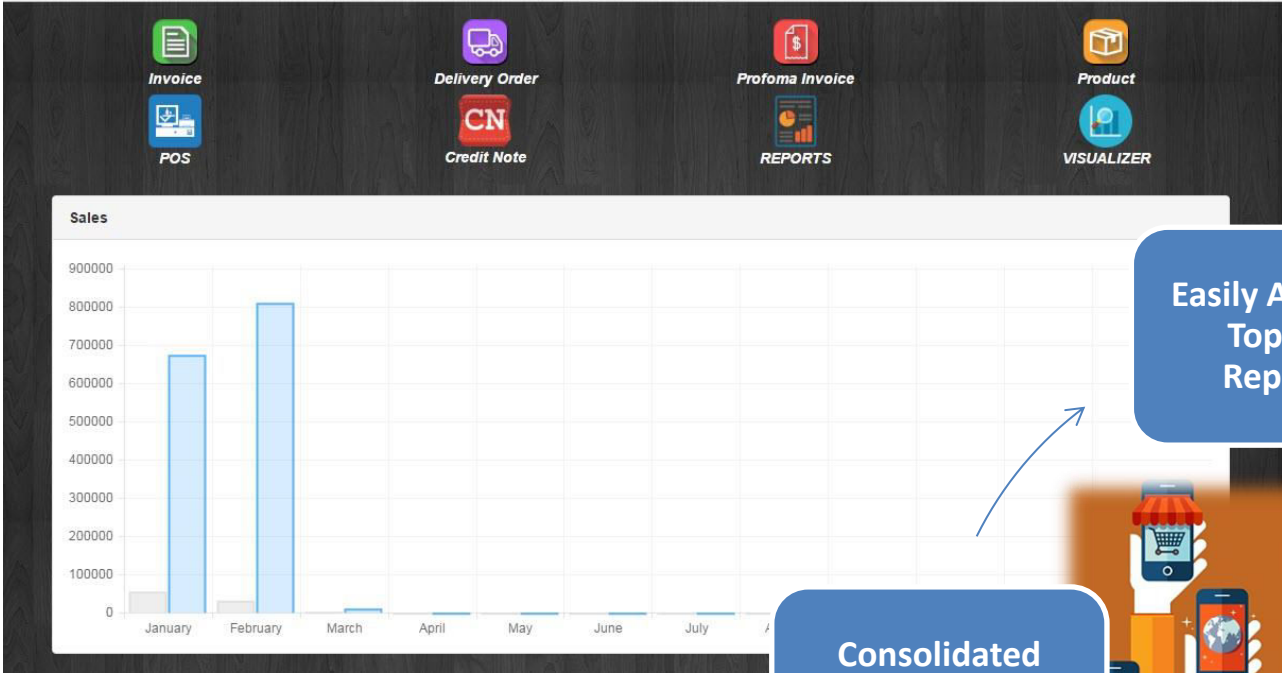 Invoice
Delivery Order
Profoma Invoice
Product
POS
CN
Credit Note
REPORTS
VISUALIZER
$
Sales
900000
800000
700000
600000
500000
400000
300000
200000
100000
0
January
February
March
April
May
June
July
Easily
Top
Consolidated